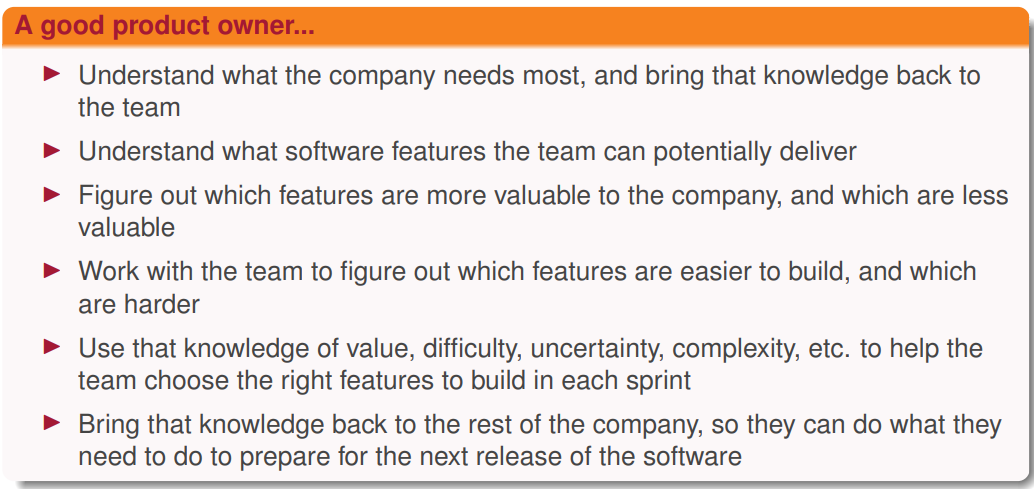 A good product owner...
Understand what the company needs most, and bring that knowledge back to
the team
Understand what software features the team can potentially deliver
Figure out which features are more valuable to the company, and which are less
valuable
Work with the team to figure out which features are easier to build, and which
are harder
Use that knowledge of value, difficulty, uncertainty, complexity, etc. to help the
team choose the right features to build in each sprint
Bring that knowledge back to the rest of the company, so they can do what they
need to do to prepare for the next release of the software